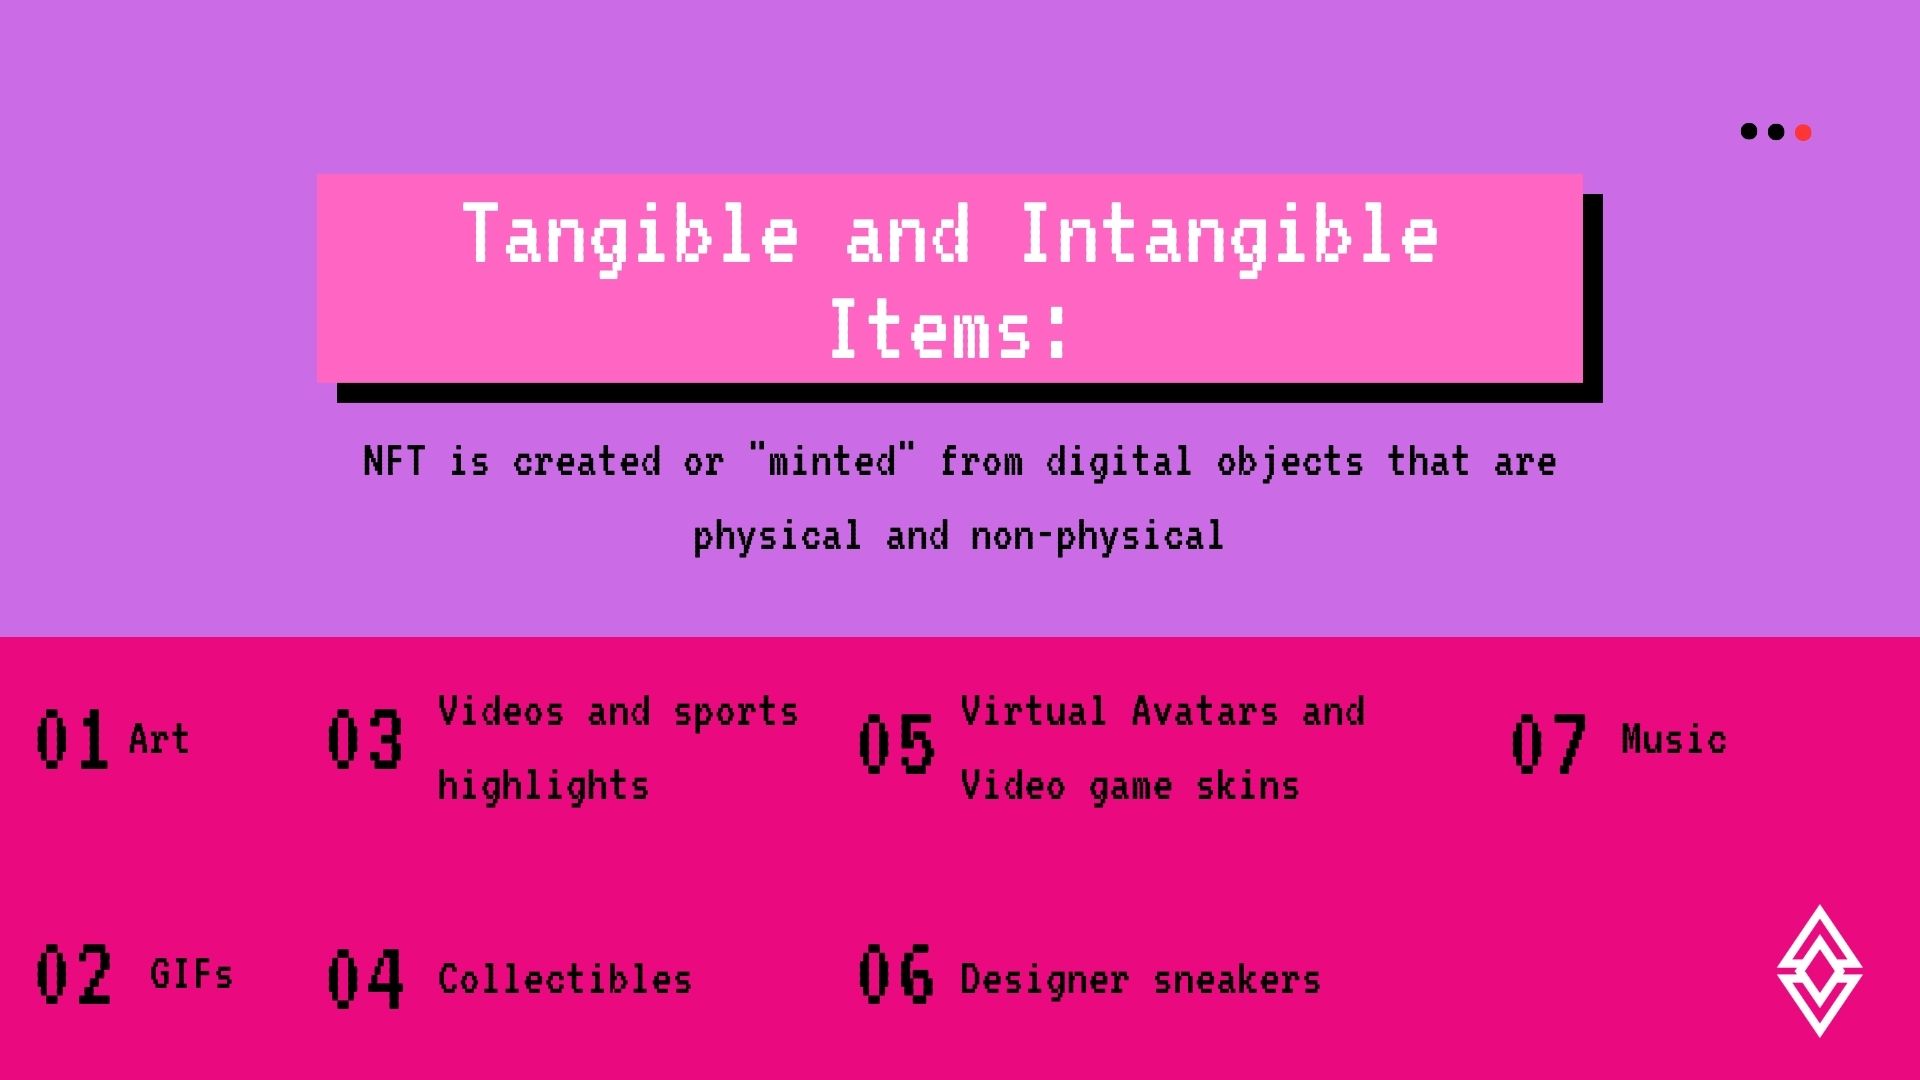 Tangible and Intangible
Items:
NFT is created or "minted" from digital objects that are
physical and non-physical
01 Art
02 GIFs
03 Videos and sports
highlights
04 Collectibles
05 Virtual Avatars and
Video game skins
06 Designer sneakers
07 Music